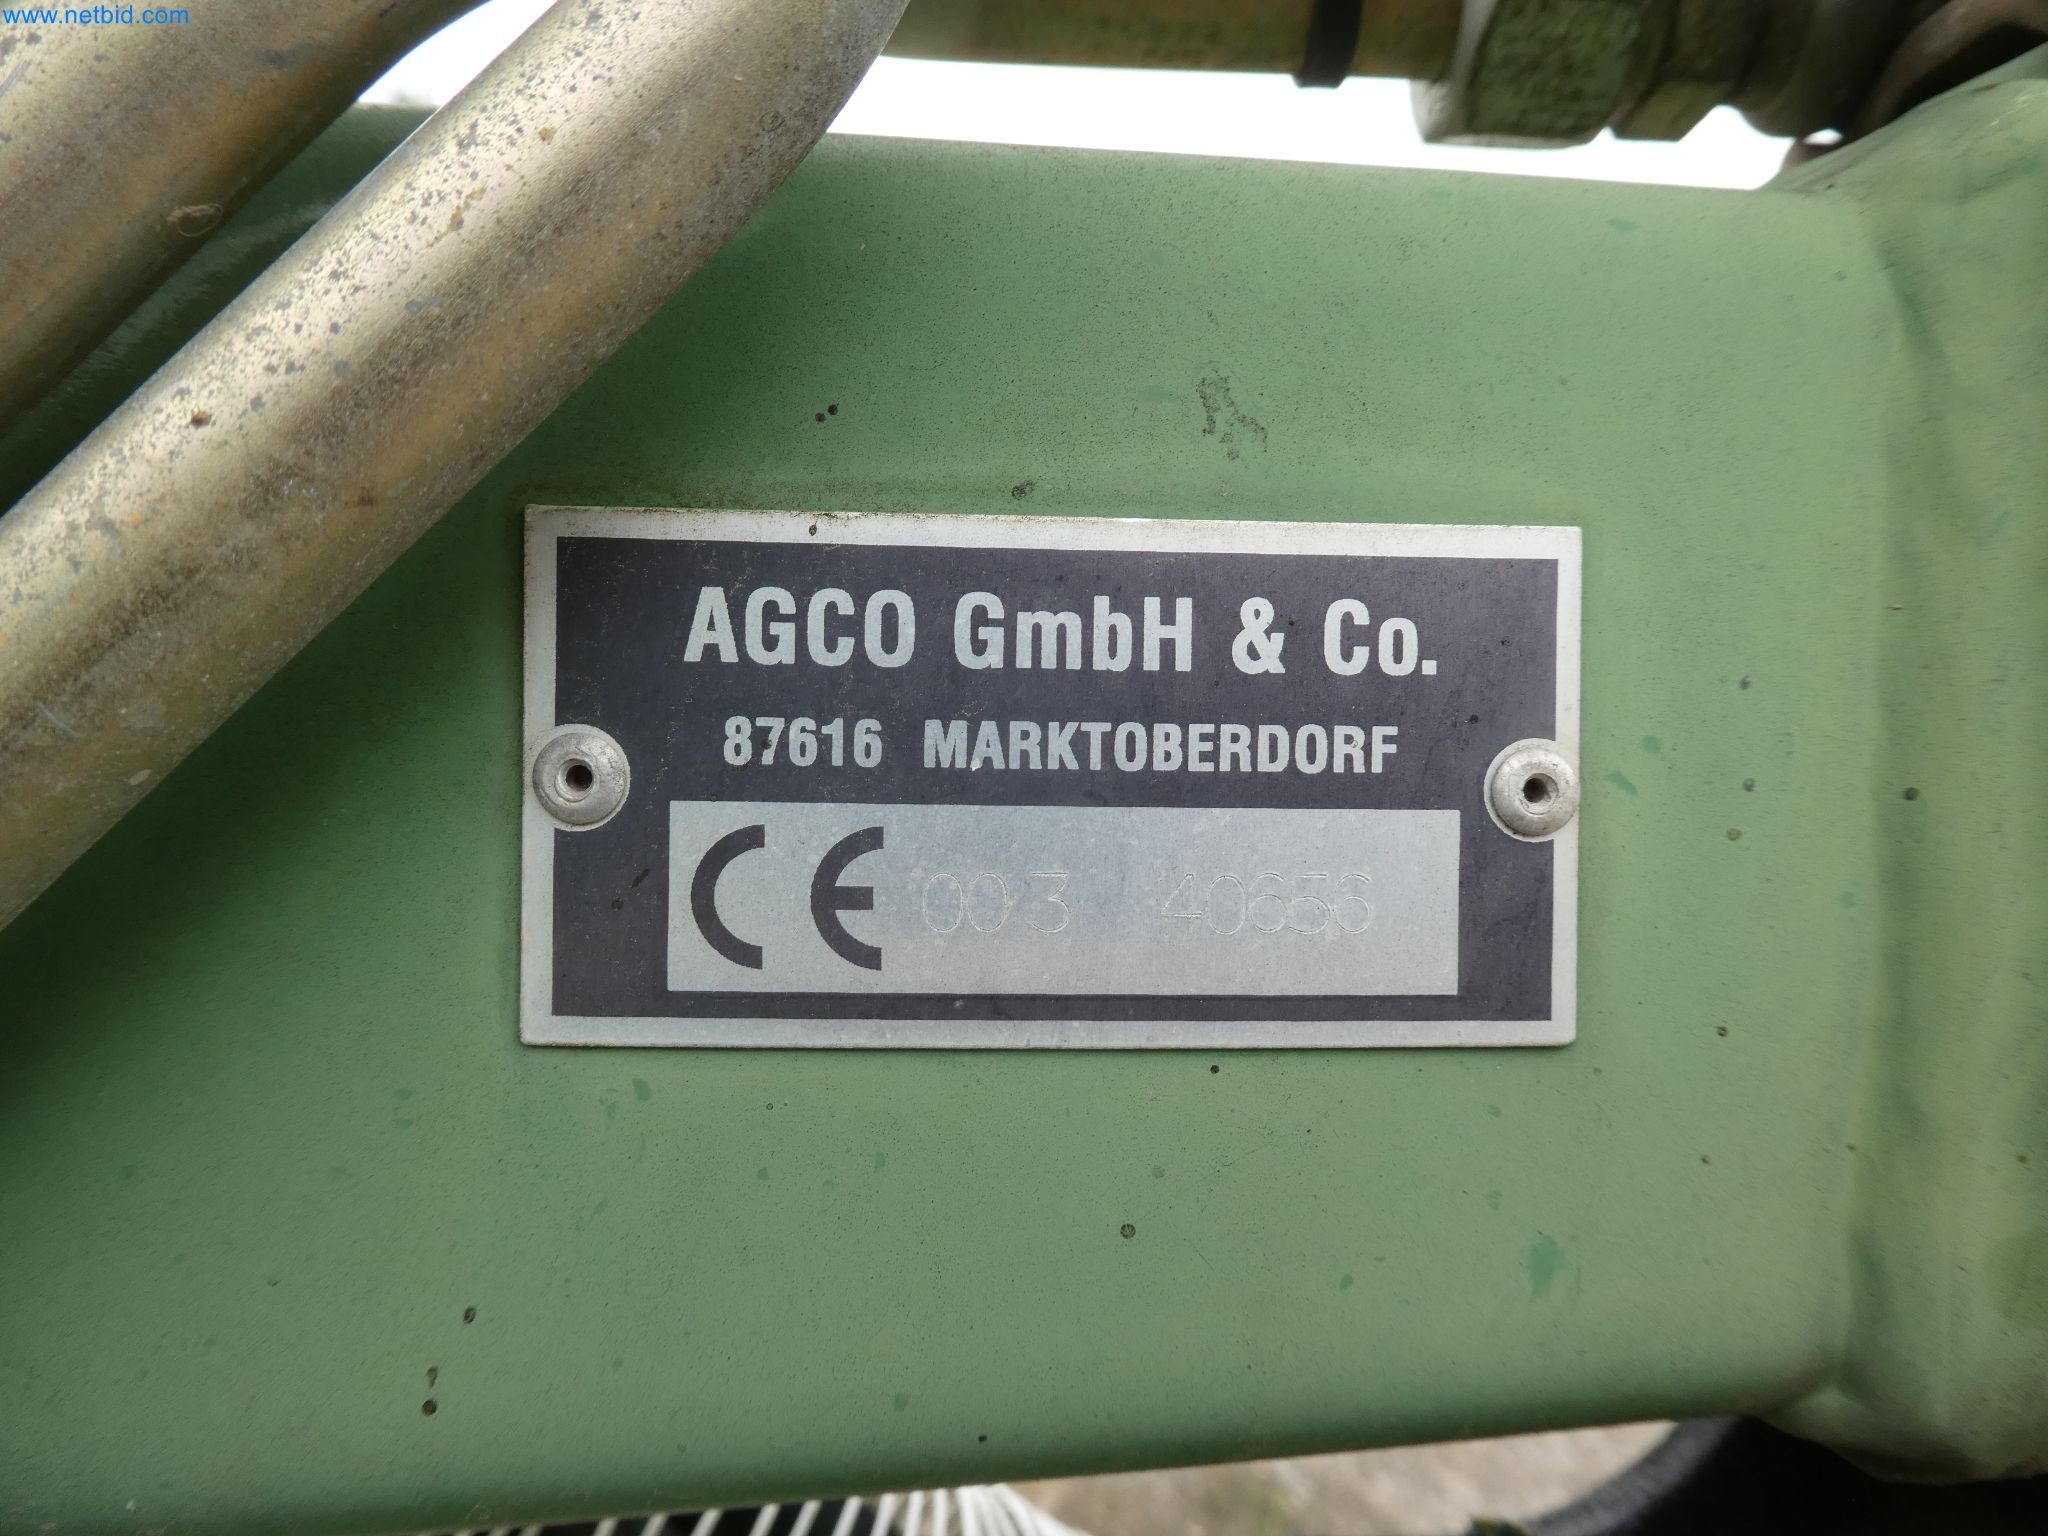 www.netbid.com
AGCO GmbH & Co.
87616 MARKTOBERDORF
CE 003 40656